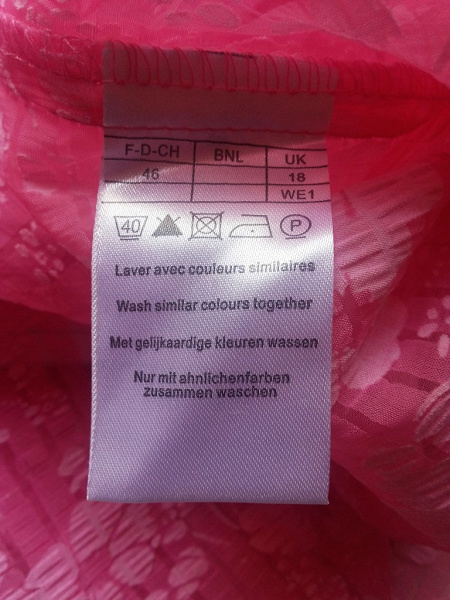 F-D-CH BNL UK
46 18
WE1
40 P
Laver avec couleurs similaires
Wash similar colours together
Met gelijkaardige kleuren wassen
Nur mit ahnlichenfarben
zusammen waschen